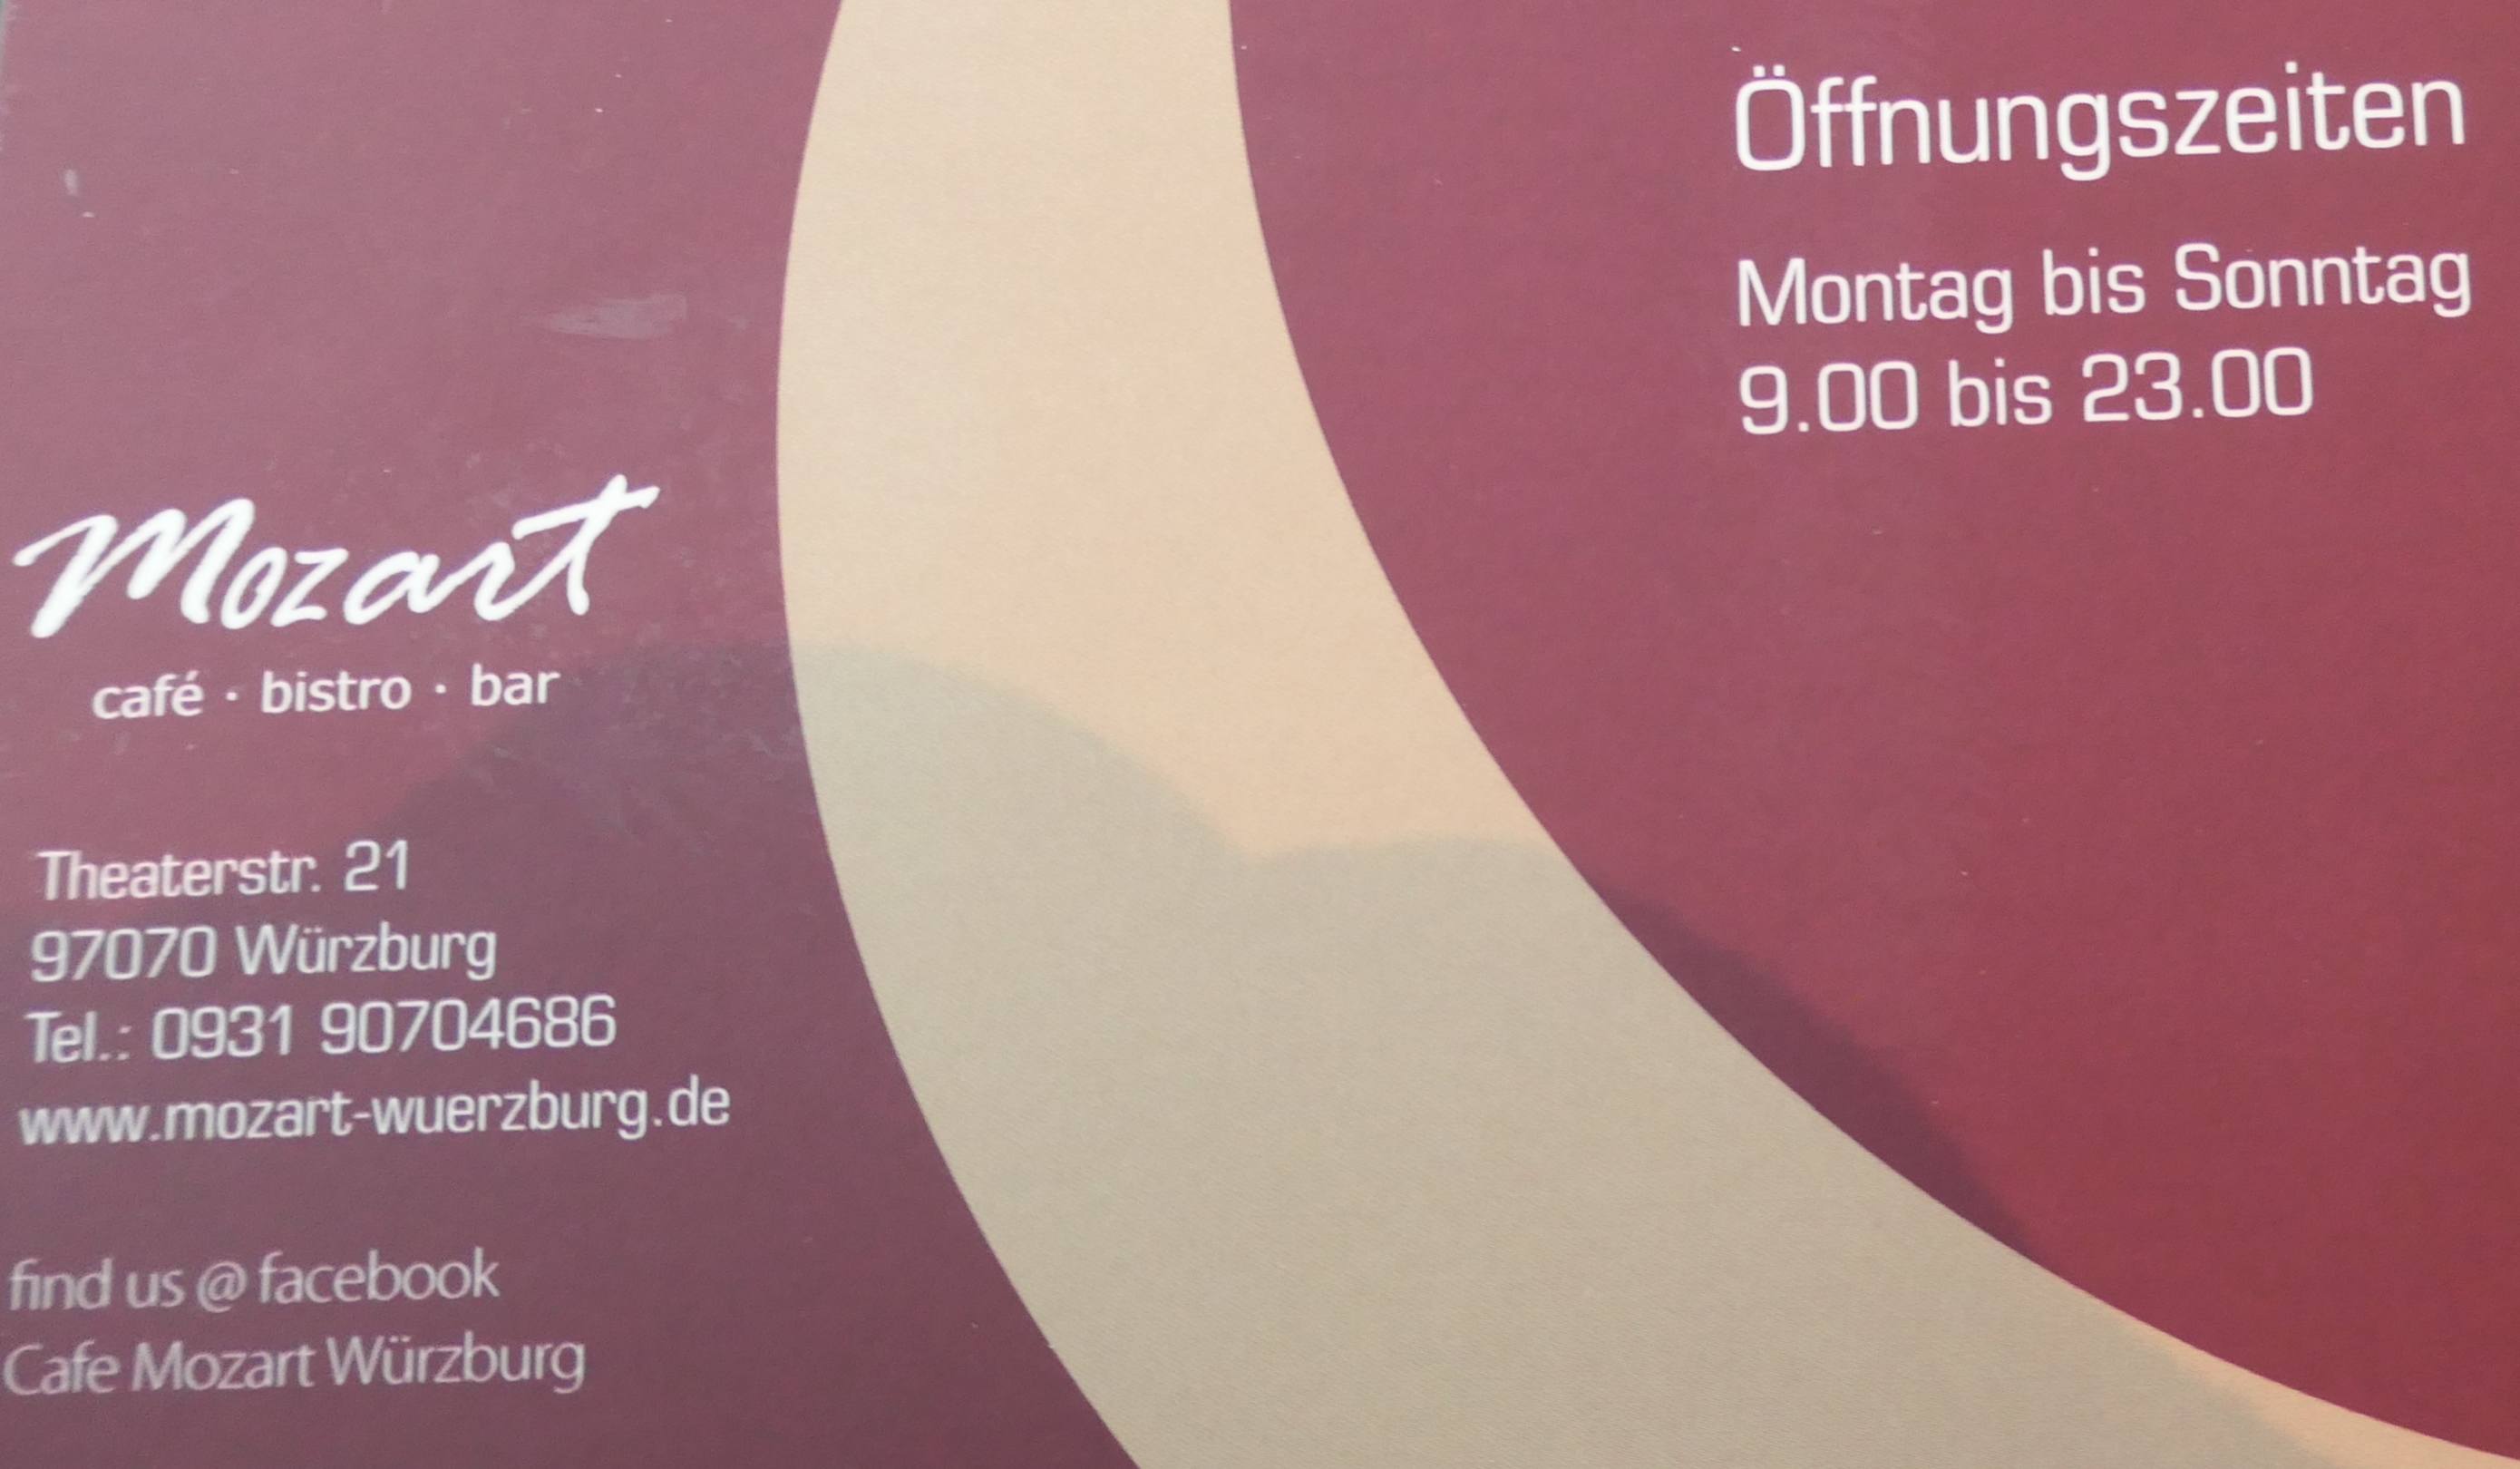 Mozart
café · bistro · bar
Theaterstr. 21
97070 Würzburg
Tel.: 0931 90704686
www.mozart-wuerzburg.de
find us @ facebook
Cafe Mozart Würzburg
Öffnungszeiten
Montag bis Sonntag
9.00 bis 23.00